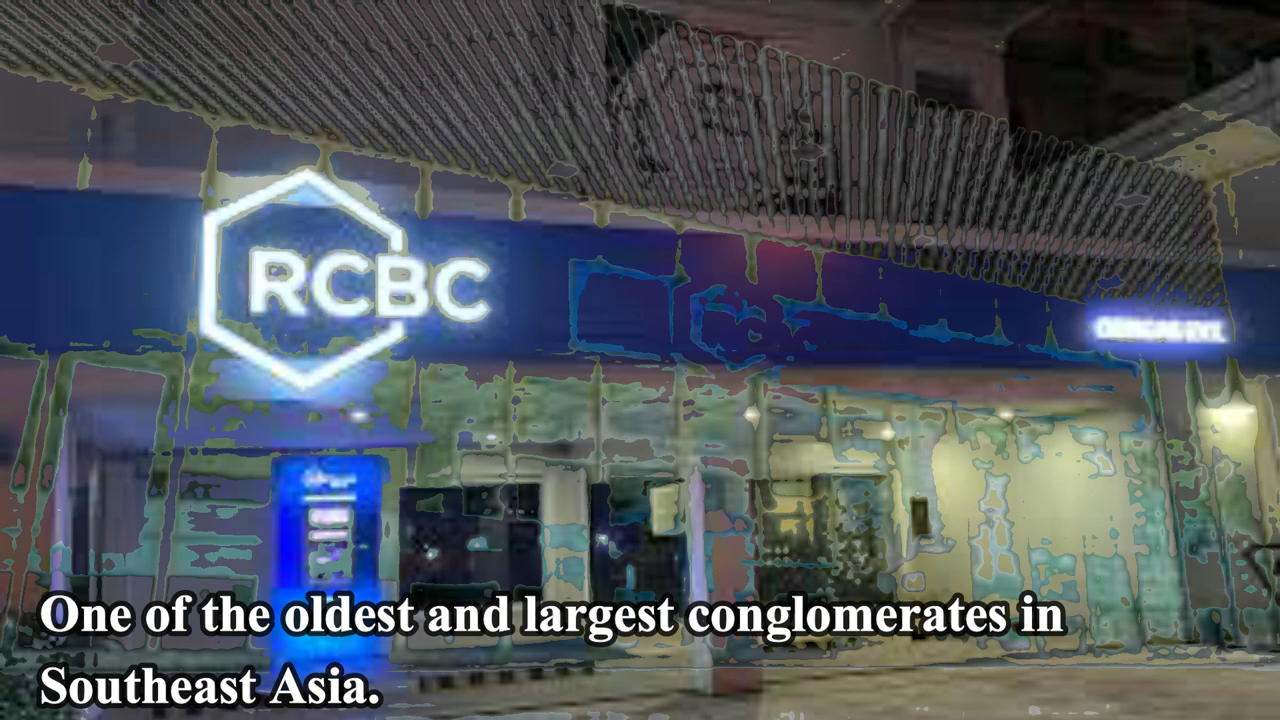 RCBC
One of the oldest and largest conglomerates in
Southeast Asia.